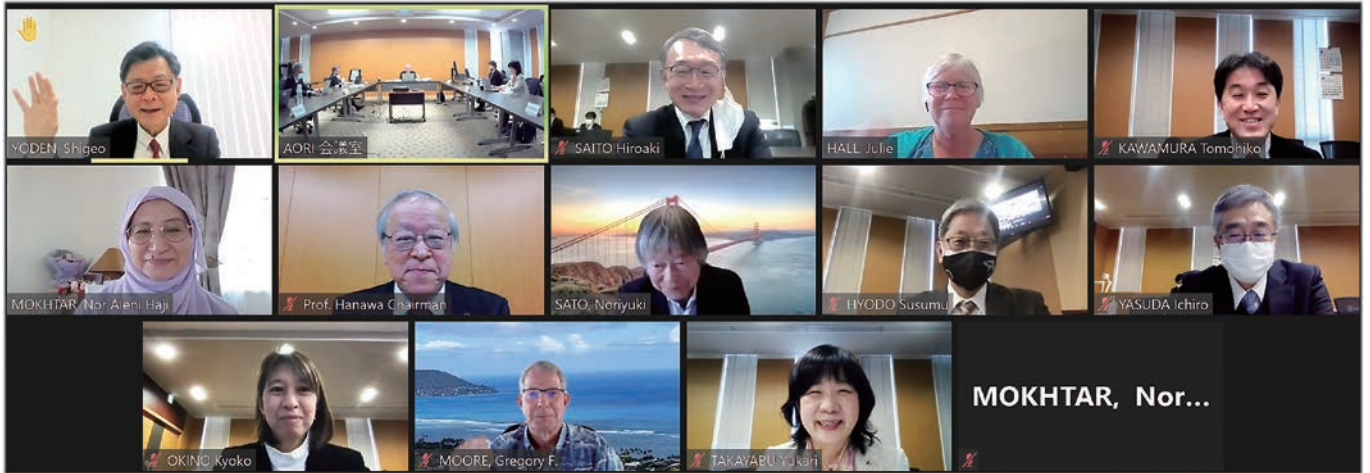 YODEN, Shigeo
AORI 会議室
SAITO Hiroaki
HALL, Julie
KAWAMURA Tomohiko
MOKHTAR, Nor Aieni Haji
Prof. Hanawa Chairman
SATO, Noriyuki
HYODO Susumu
YASUDA Ichiro
OKINO Kyoko
MOORE, Gregory F.
TAKAYABU Yukari
MOKHTAR, Nor...